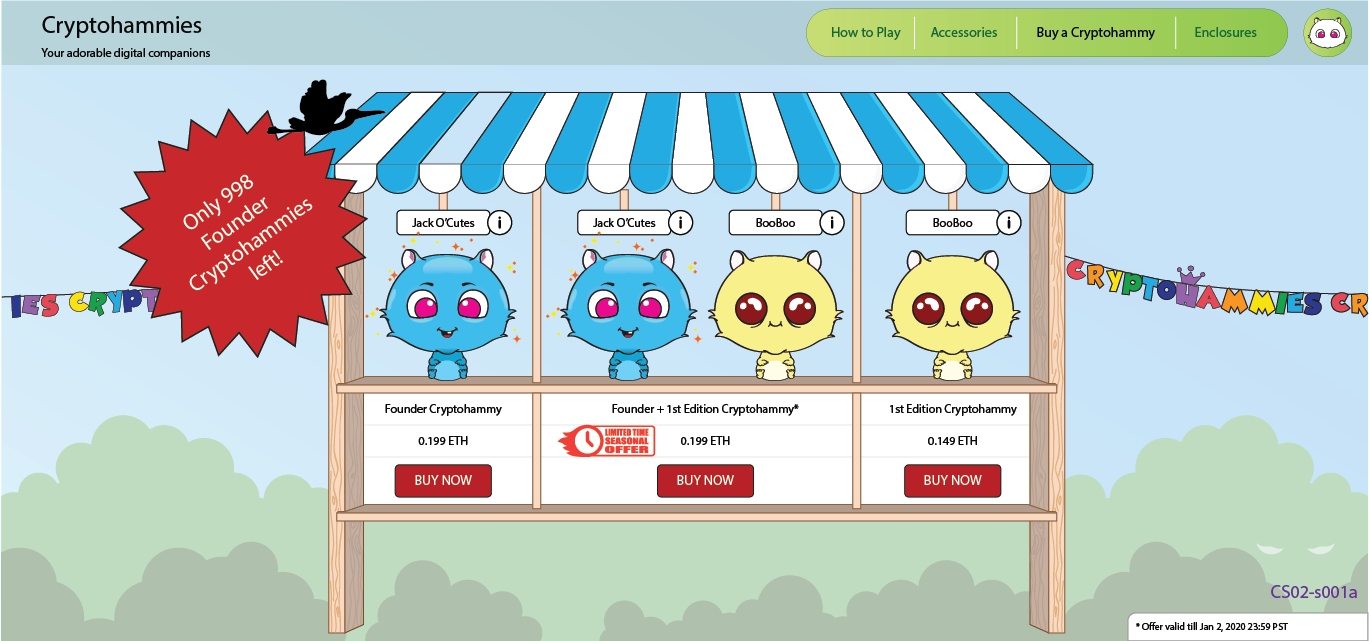 Cryptohammies
Your adorable digital companions
How to Play
Accessories
Buy a Cryptohammy
Enclosures
Only 998
Founder
Cryptohammies
left!
IES CRYPT
CRYPTOHAMMIES CR
Jack O'Cutes
i
Jack O'Cutes
i
BooBoo
i
BooBoo
i
Founder Cryptohammy
0.199 ETH
BUY NOW
Founder + 1st Edition Cryptohammy*
LIMITED TIME
SEASONAL
OFFER
0.199 ETH
BUY NOW
1st Edition Cryptohammy
0.149 ETH
BUY NOW
CS02-s001a
* Offer valid till Jan 2, 2020 23:59 PST